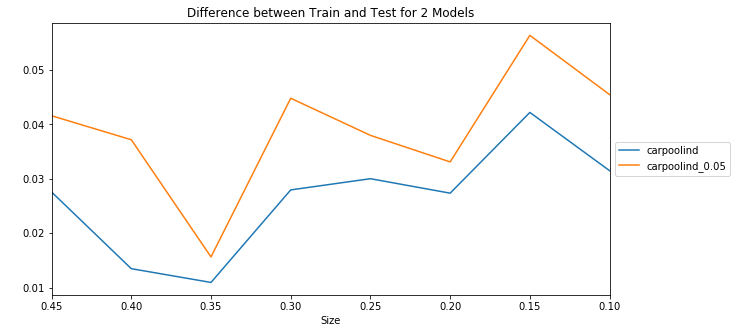 Difference between Train and Test for 2 Models
0.05
0.04
0.03
0.02
0.01
0.45 0.40 0.35 0.30 0.25 0.20 0.15 0.10
Size
carpoolind
carpoolind_0.05